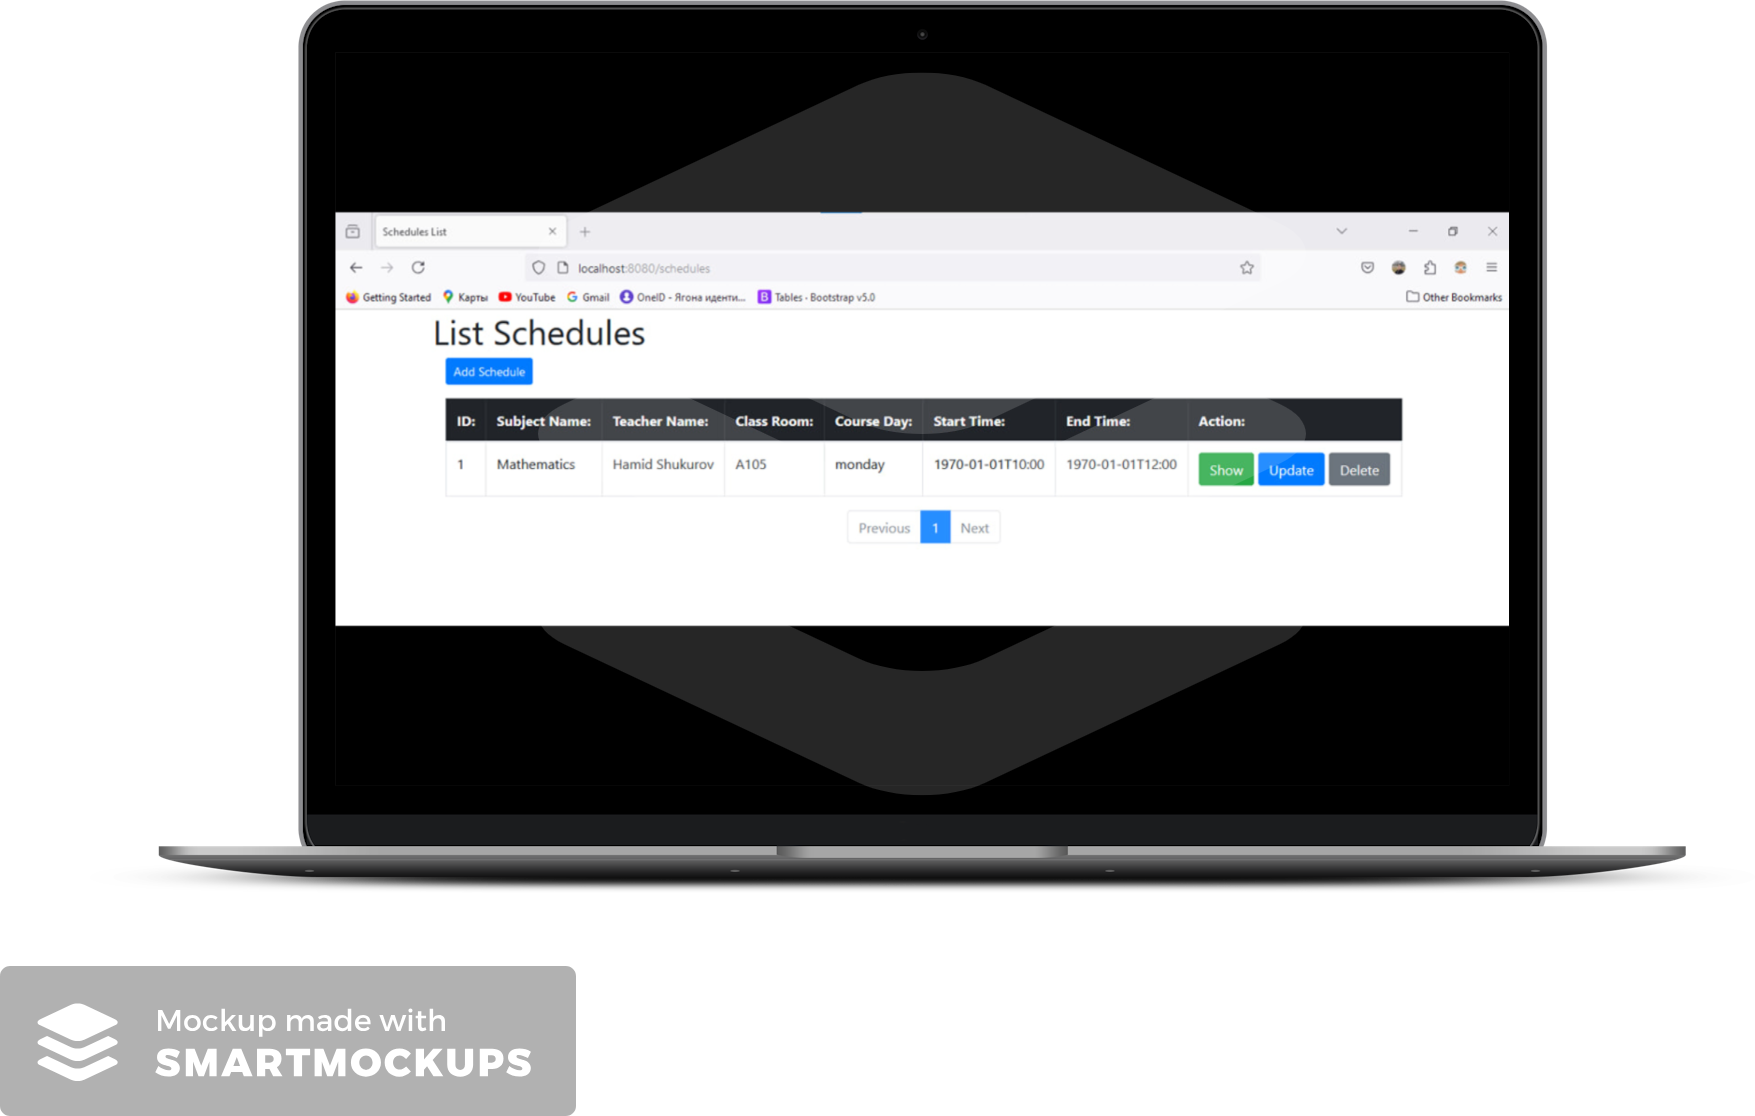 Schedules List
localhost:8080/schedules
Getting Started Карты YouTube Gmail OneID - Ягона иденти... Tables - Bootstrap v5.0 Other Bookmarks
List Schedules
Add Schedule
ID: Subject Name: Teacher Name: Class Room: Course Day: Start Time: End Time: Action:
1 Mathematics Hamid Shukurov A105 monday 1970-01-01T10:00 1970-01-01T12:00 Show Update Delete
Previous 1 Next
Mockup made with
SMARTMOCKUPS